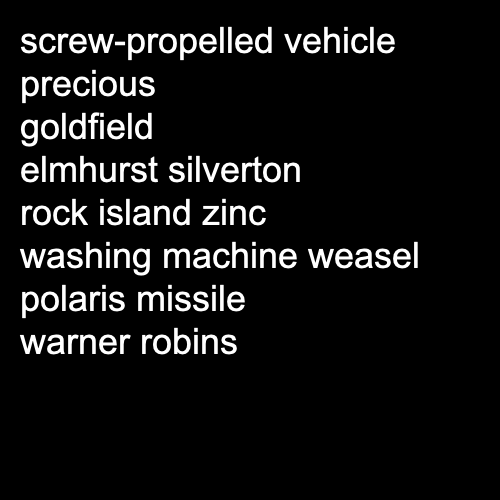 screw-propelled vehicle
precious
goldfield
elmhurst silverton
rock island zinc
washing machine weasel
polaris missile
warner robins